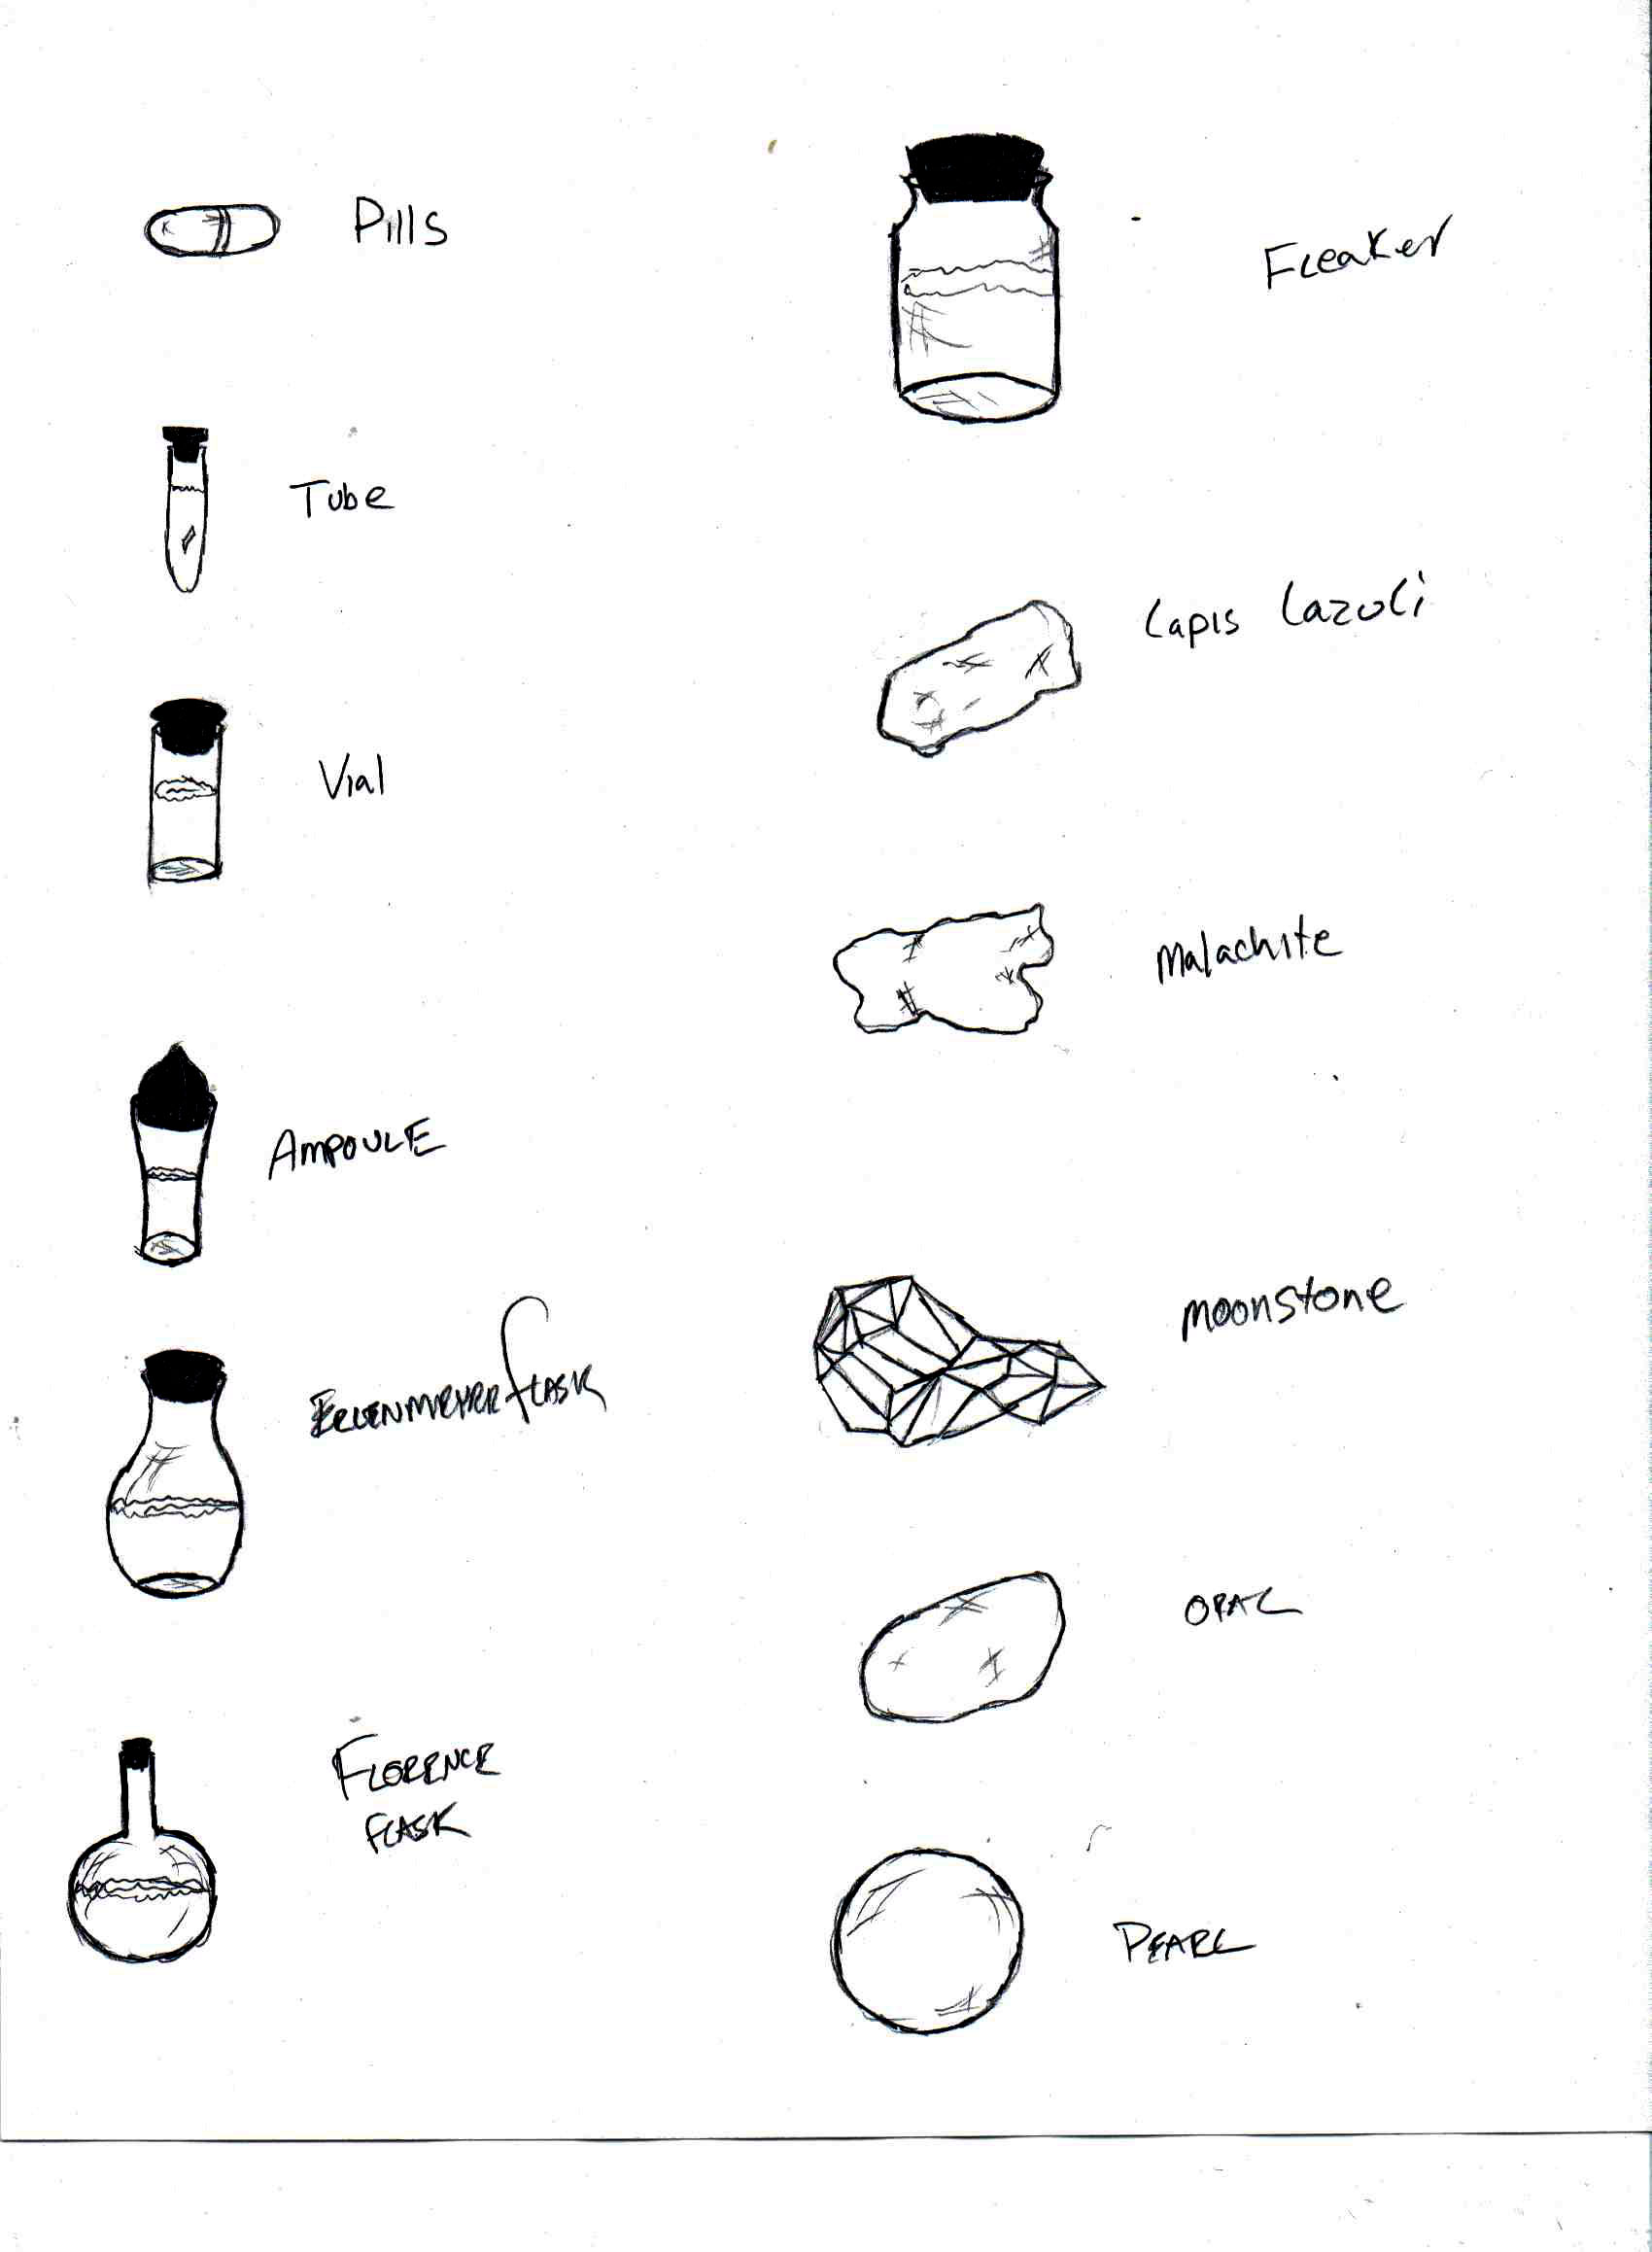 Pills
Tube
Vial
AMPOULE
ERLENMEYER FLASK
FLORENCE
FLASK
FLEAKER
Lapis Lazuli
Malachite
Moonstone
OPAL
PEARL